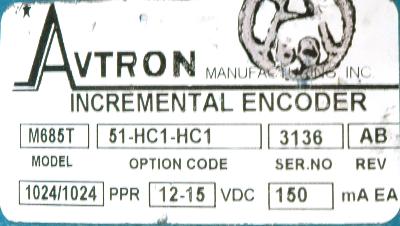 AVTRON MANUFACTURING, INC.
INCREMENTAL ENCODER
M685T 51-HC1-HC1 3136 AB
MODEL OPTION CODE SER.NO REV
1024/1024 PPR 12-15 VDC 150 mA EA